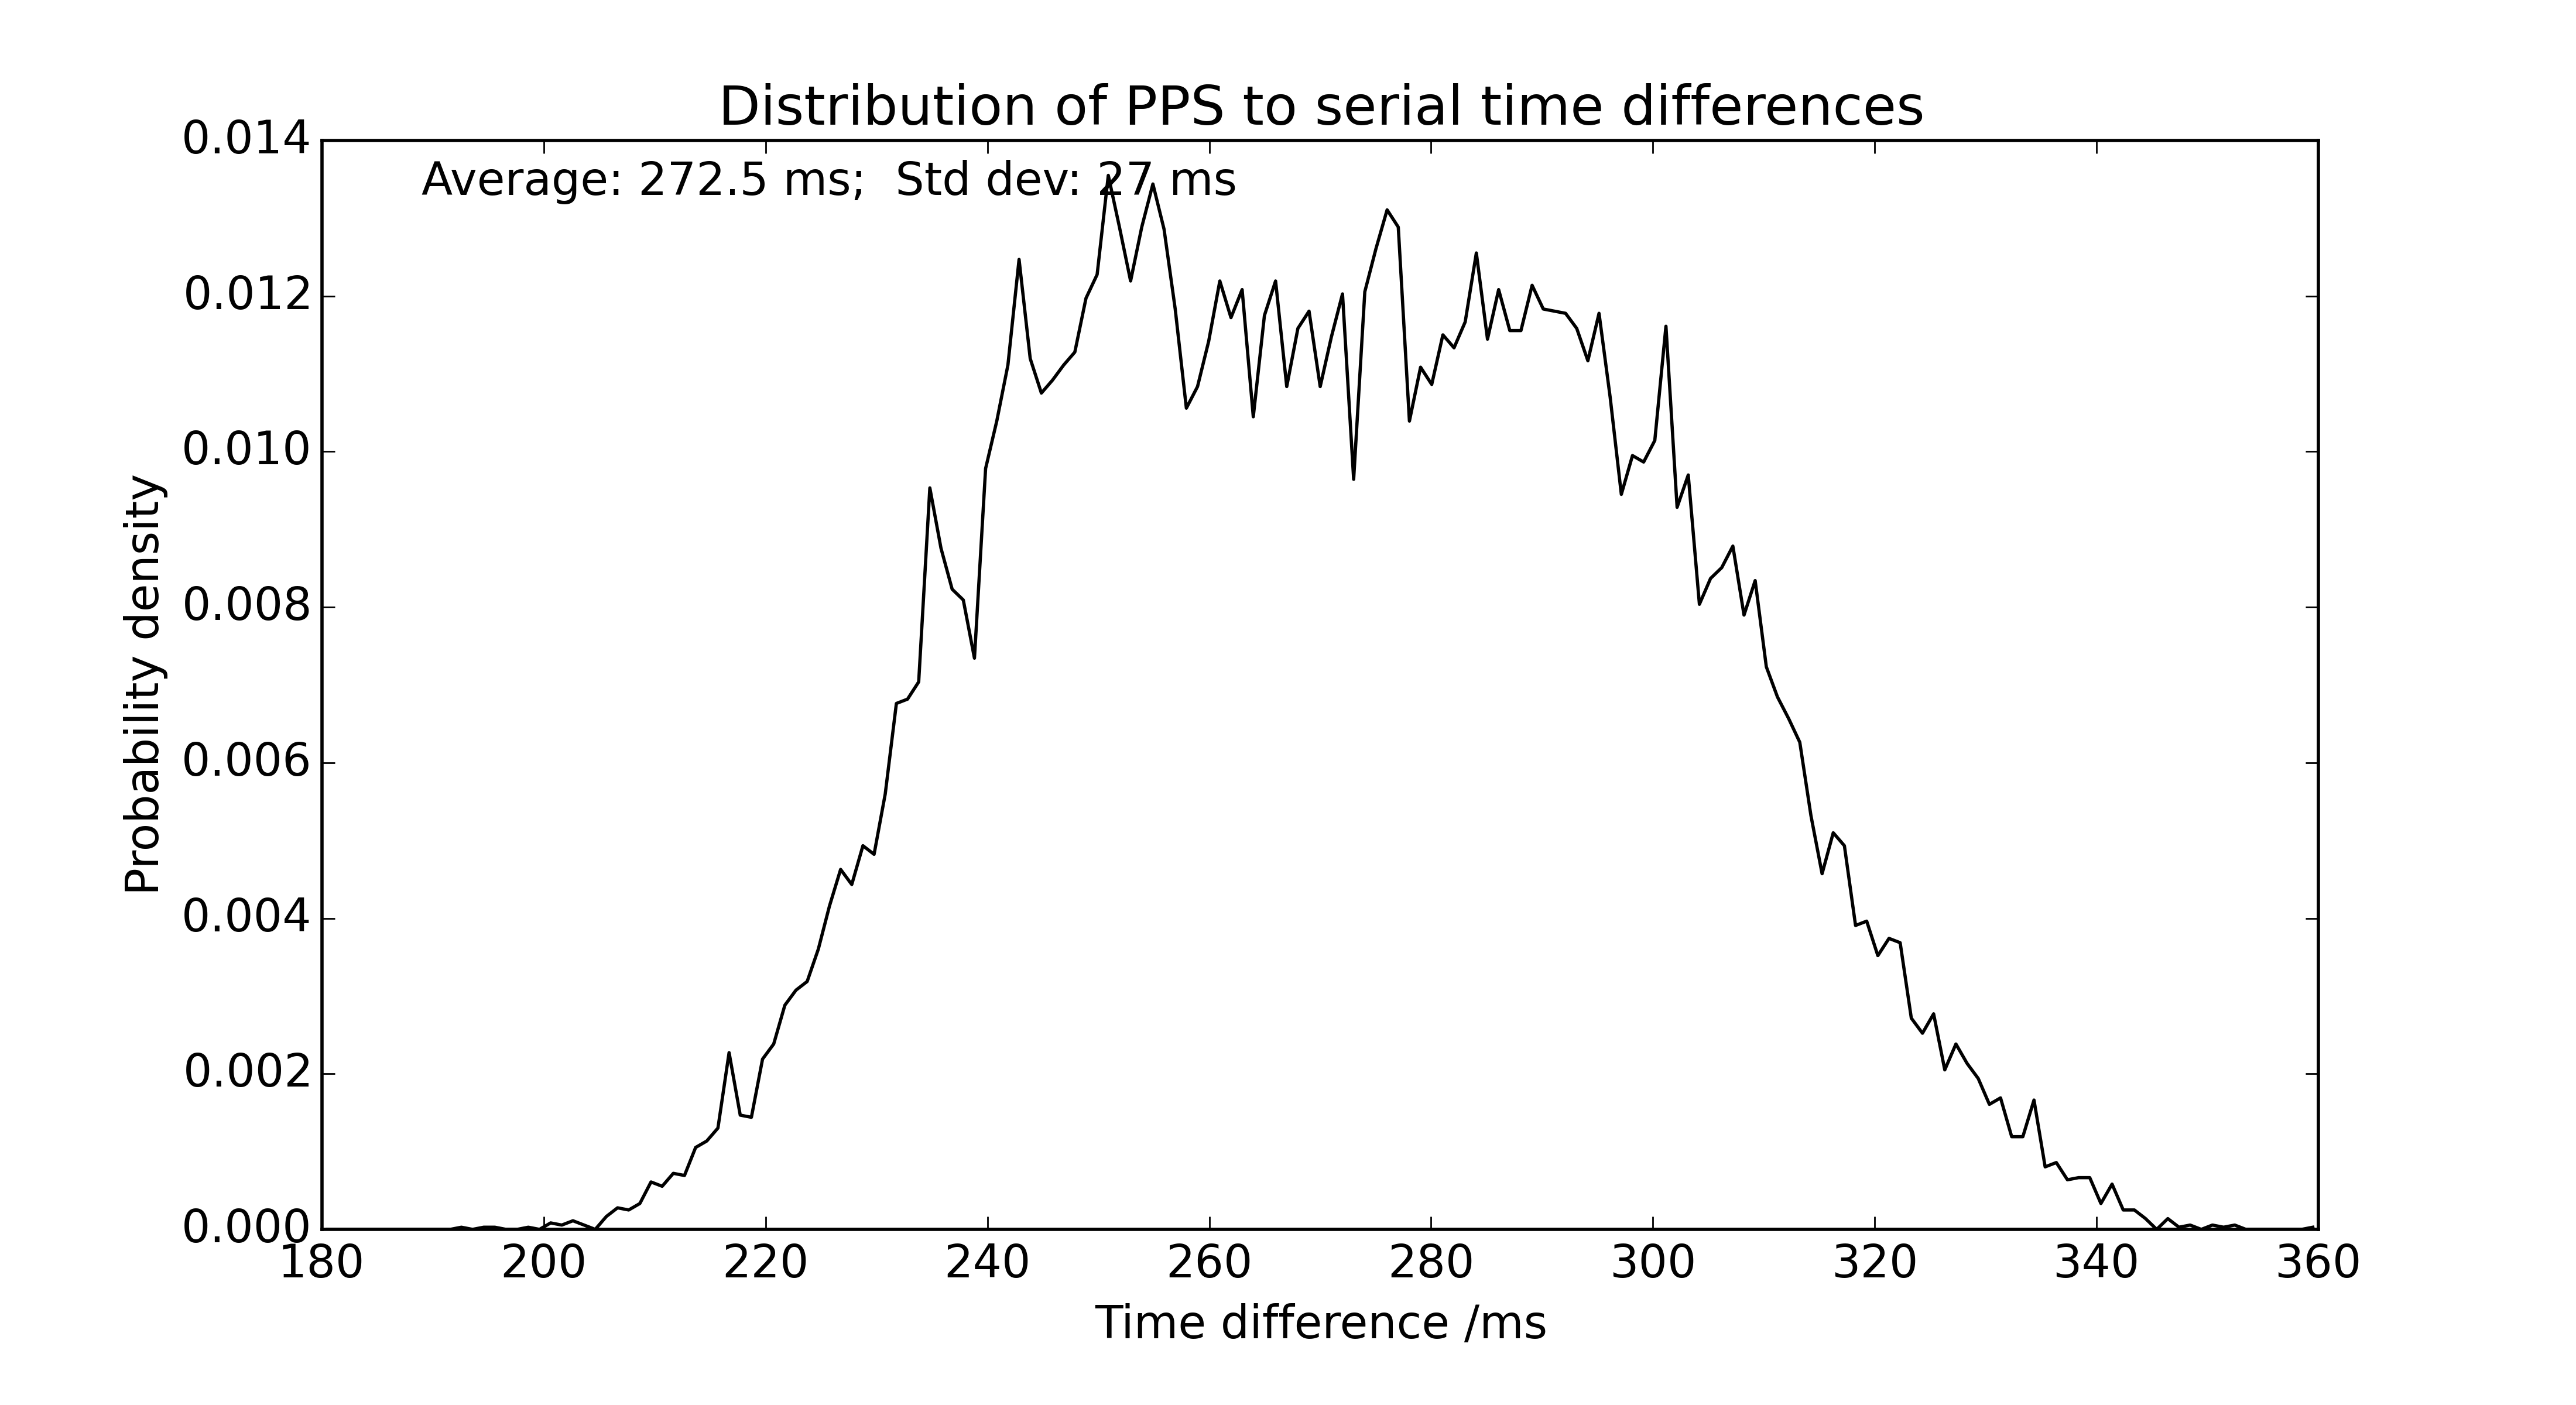 Distribution of PPS to serial time differences
Average: 272.5 ms;  Std dev: 27 ms
0.014
0.012
0.010
0.008
0.006
0.004
0.002
0.000
Probability density
180 200 220 240 260 280 300 320 340 360
Time difference /ms